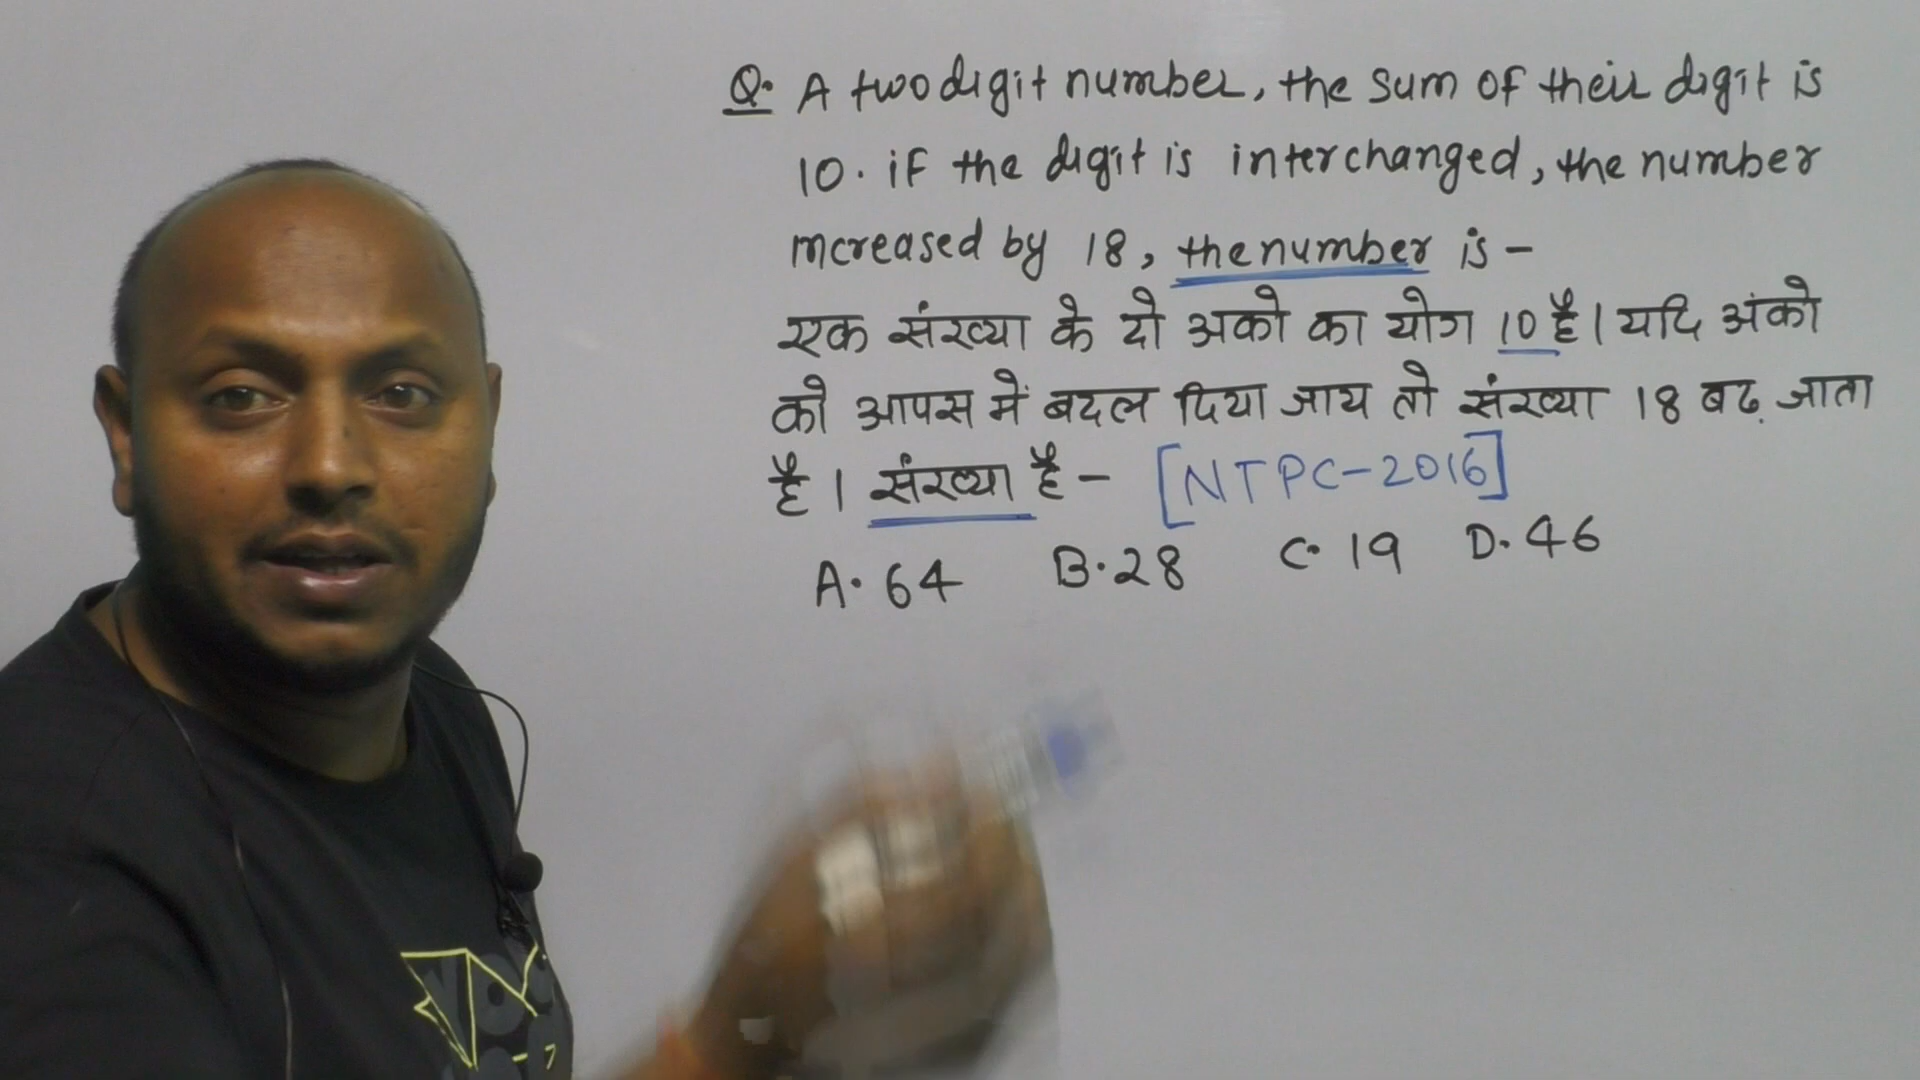 Q. A two digit number, the sum of their digit is
10. if the digit is interchanged, the number
increased by 18, the number is -
एक संख्या के दो अंको का योग 10 है। यदि अंको
को आपस में बदल दिया जाय तो संख्या 18 बढ़ जाता
है। संख्या है - [NTPC-2016]
A. 64 B. 28 C. 19 D. 46